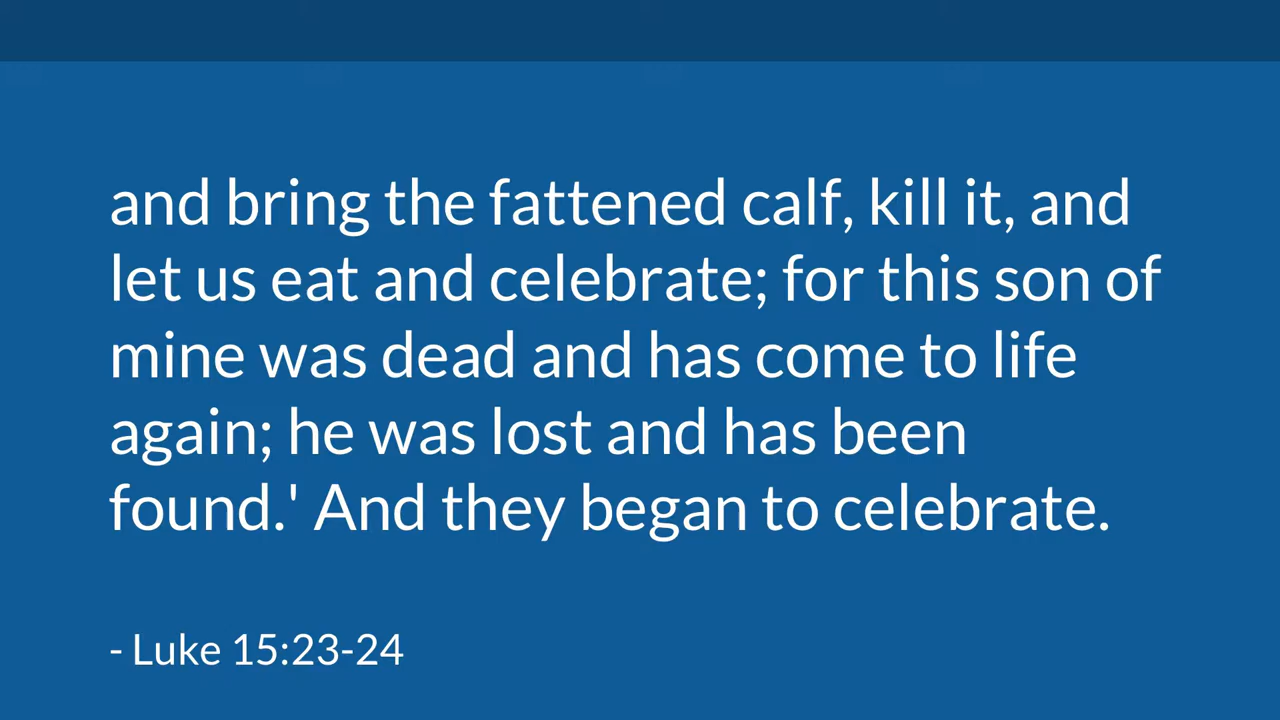 and bring the fattened calf, kill it, and
let us eat and celebrate; for this son of
mine was dead and has come to life
again; he was lost and has been
found.' And they began to celebrate.
- Luke 15:23-24